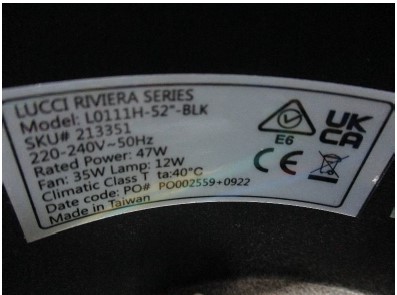 LUCCI RIVIERA SERIES
Model: L0111H-52"-BLK
SKU# 213351
220-240V~50Hz
Rated Power: 47W
Fan: 35W Lamp: 12W
Climatic Class T ta:40°C
Date code: PO# PO002559+0922
Made in Taiwan
E6
UK
CA
CE